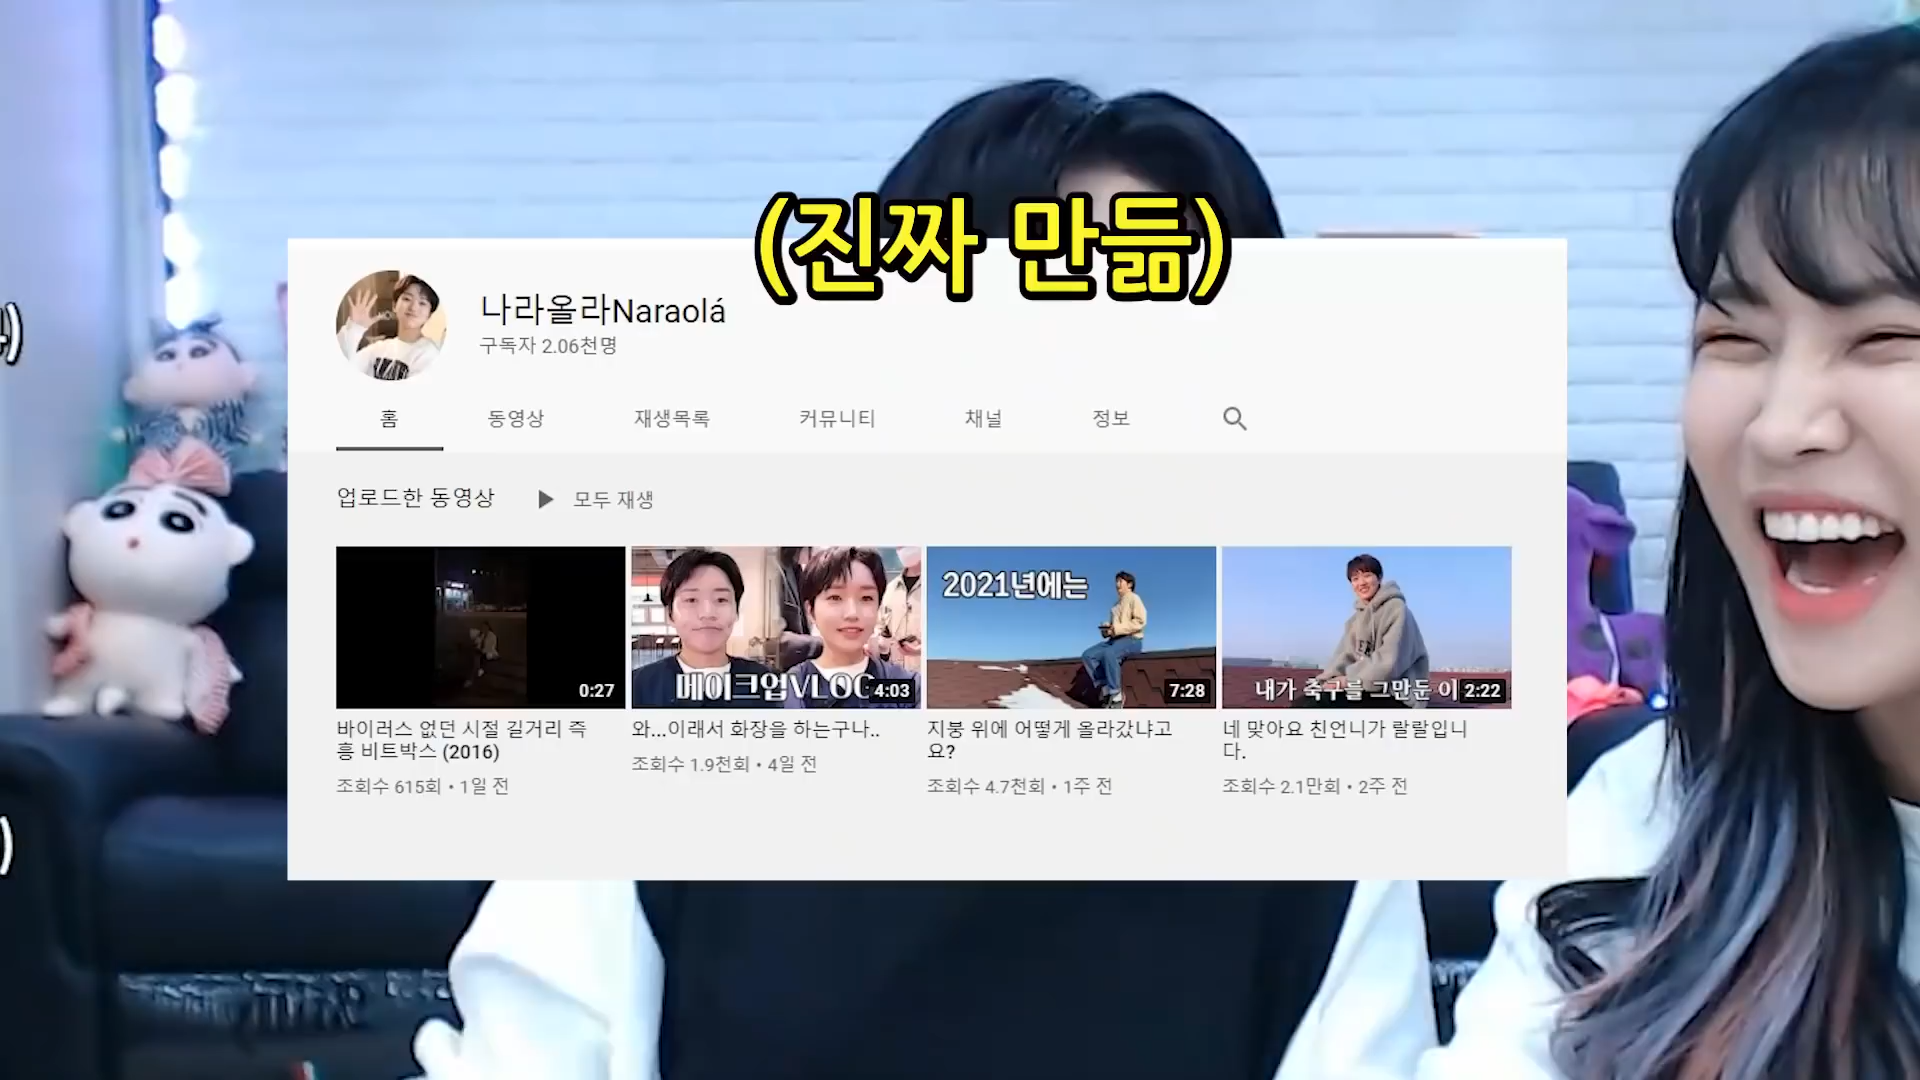 (진짜 만듦)
나라올라Naraolá
구독자 2.06천명
홈
동영상
재생목록
커뮤니티
채널
정보
업로드한 동영상
모두 재생
0:27
메이크업VLOG
4:03
2021년에는
7:28
내가 축구를 그만둔 이
2:22
바이러스 없던 시절 길거리 즉
흥 비트박스 (2016)
조회수 615회 • 1일 전
와...이래서 화장을 하는구나..
조회수 1.9천회 • 4일 전
지붕 위에 어떻게 올라갔냐고
요?
조회수 4.7천회 • 1주 전
네 맞아요 친언니가 랄랄입니
다.
조회수 2.1만회 • 2주 전